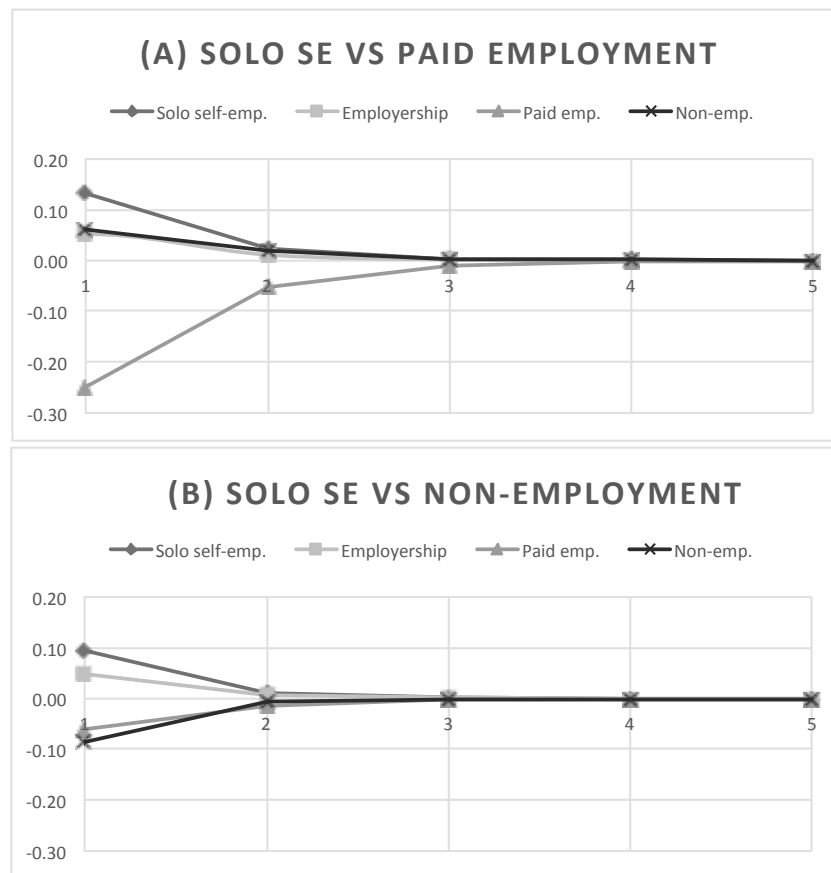 (A) SOLO SE VS PAID EMPLOYMENT
Solo self-emp. Employership Paid emp. Non-emp.
0.20
0.10
0.00
1 2 3 4 5
-0.10
-0.20
-0.30
(B) SOLO SE VS NON-EMPLOYMENT
Solo self-emp. Employership Paid emp. Non-emp.
0.20
0.10
0.00
1 2 3 4 5
-0.10
-0.20
-0.30